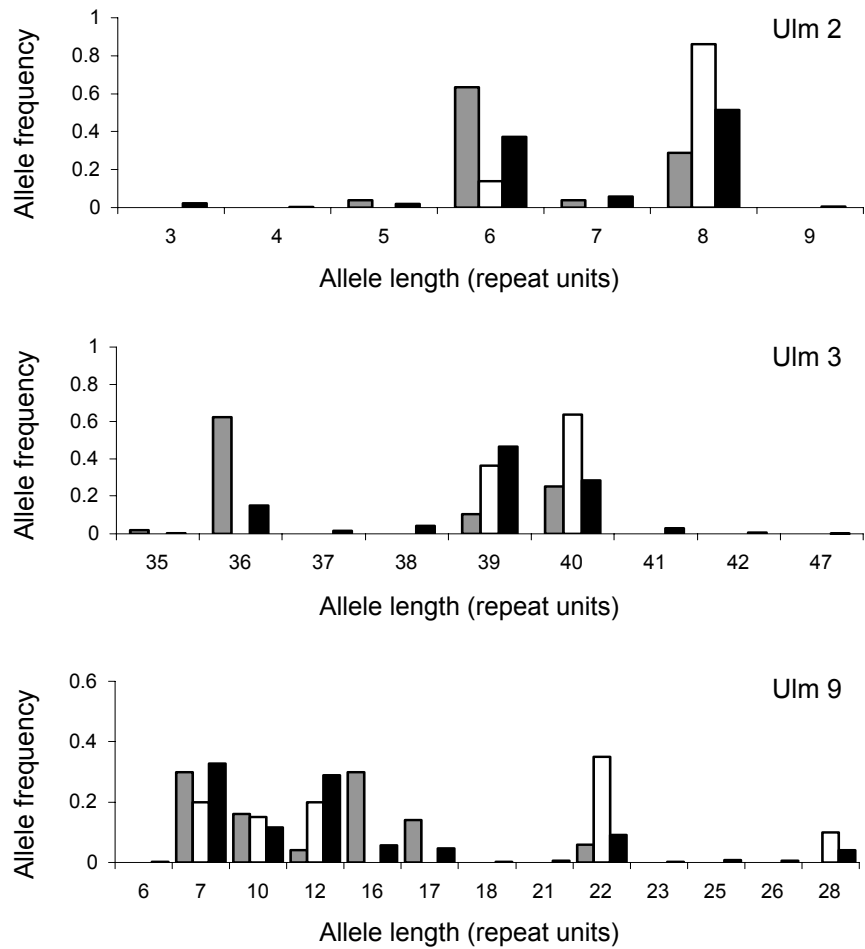 Ulm 2
Allele frequency
1
0.8
0.6
0.4
0.2
0
3 4 5 6 7 8 9
Allele length (repeat units)
Ulm 3
Allele frequency
1
0.8
0.6
0.4
0.2
0
35 36 37 38 39 40 41 42 47
Allele length (repeat units)
Ulm 9
Allele frequency
0.6
0.4
0.2
0
6 7 10 12 16 17 18 21 22 23 25 26 28
Allele length (repeat units)